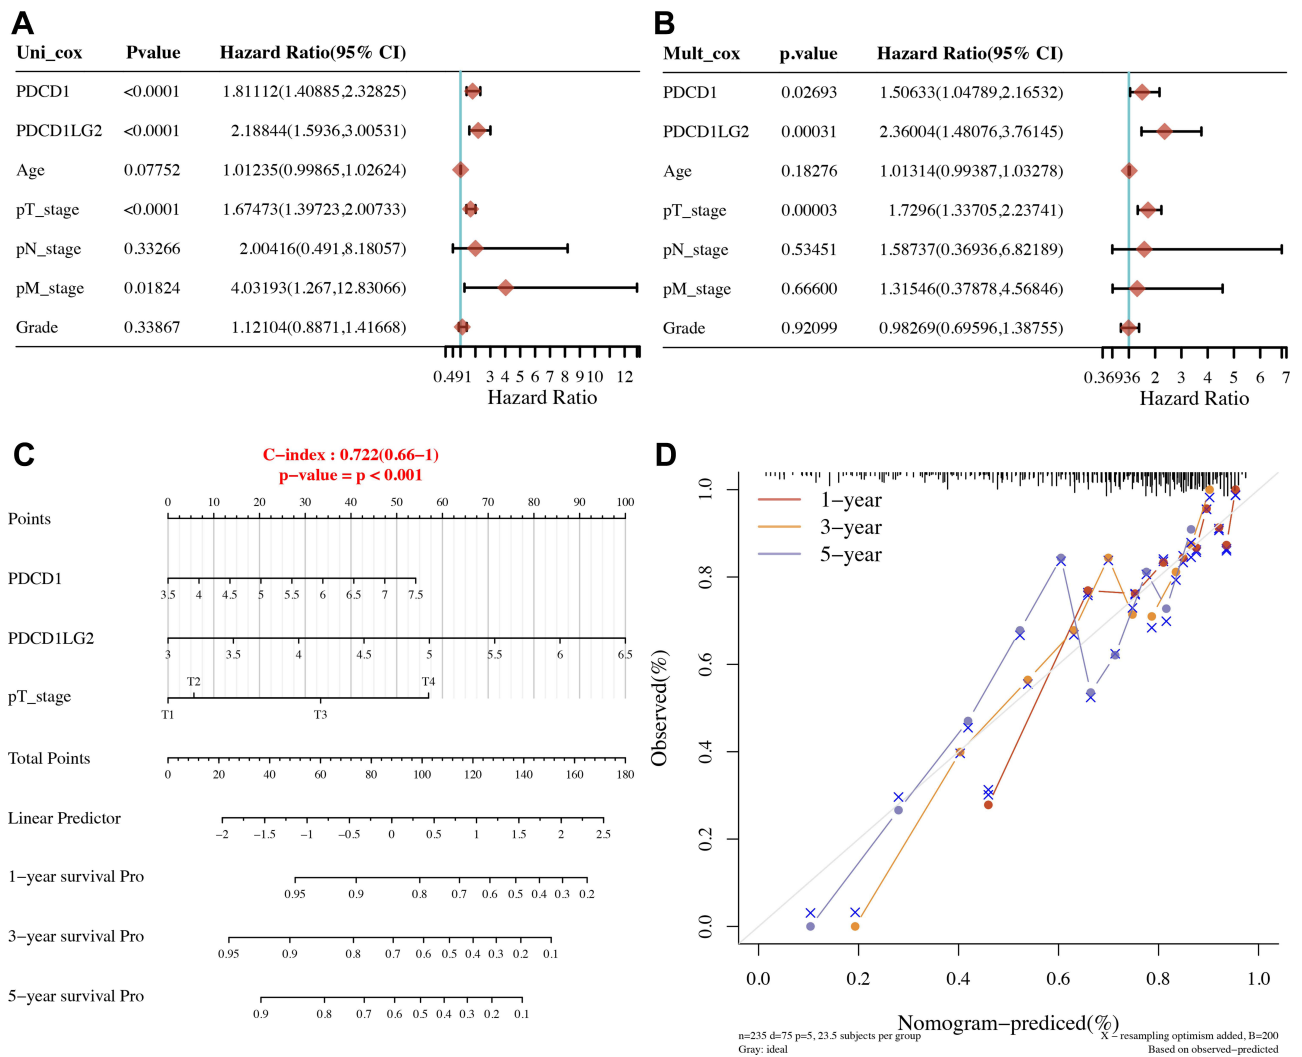 A
Uni_cox Pvalue Hazard Ratio(95% CI)
PDCD1 <0.0001 1.81112(1.40885,2.32825)
PDCD1LG2 <0.0001 2.18844(1.5936,3.00531)
Age 0.07752 1.01235(0.99865,1.02624)
pT_stage <0.0001 1.67473(1.39723,2.00733)
pN_stage 0.33266 2.00416(0.491,8.18057)
pM_stage 0.01824 4.03193(1.267,12.83066)
Grade 0.33867 1.12104(0.8871,1.41668)
0.491 3 4 5 6 7 8 9 10 12
Hazard Ratio
B
Mult_cox p.value Hazard Ratio(95% CI)
PDCD1 0.02693 1.50633(1.04789,2.16532)
PDCD1LG2 0.00031 2.36004(1.48076,3.76145)
Age 0.18276 1.01314(0.99387,1.03278)
pT_stage 0.00003 1.7296(1.33705,2.23741)
pN_stage 0.53451 1.58737(0.36936,6.82189)
pM_stage 0.66600 1.31546(0.37878,4.56846)
Grade 0.92099 0.98269(0.69596,1.38755)
0.36936 2 3 4 5 6 7
Hazard Ratio
C
C−index : 0.722(0.66−1)
p−value = p < 0.001
0 10 20 30 40 50 60 70 80 90 100
Points
PDCD1
3.5 4 4.5 5 5.5 6 6.5 7 7.5
PDCD1LG2
3 3.5 4 4.5 5 5.5 6 6.5
T2 T4
pT_stage
T1 T3
Total Points
0 20 40 60 80 100 120 140 160 180
Linear Predictor
−2 −1.5 −1 −0.5 0 0.5 1 1.5 2 2.5
1−year survival Pro
0.95 0.9 0.8 0.7 0.6 0.5 0.4 0.3 0.2
3−year survival Pro
0.95 0.9 0.8 0.7 0.6 0.5 0.4 0.3 0.2 0.1
5−year survival Pro
0.9 0.8 0.7 0.6 0.5 0.4 0.3 0.2 0.1
D
1−year
3−year
5−year
Observed(%)
1.0
0.8
0.6
0.4
0.2
0.0
0.0 0.2 0.4 0.6 0.8 1.0
Nomogram−prediced(%)
n=235 d=75 p=5, 23.5 subjects per group
Gray: ideal
X − resampling optimism added, B=200
Based on observed−predicted